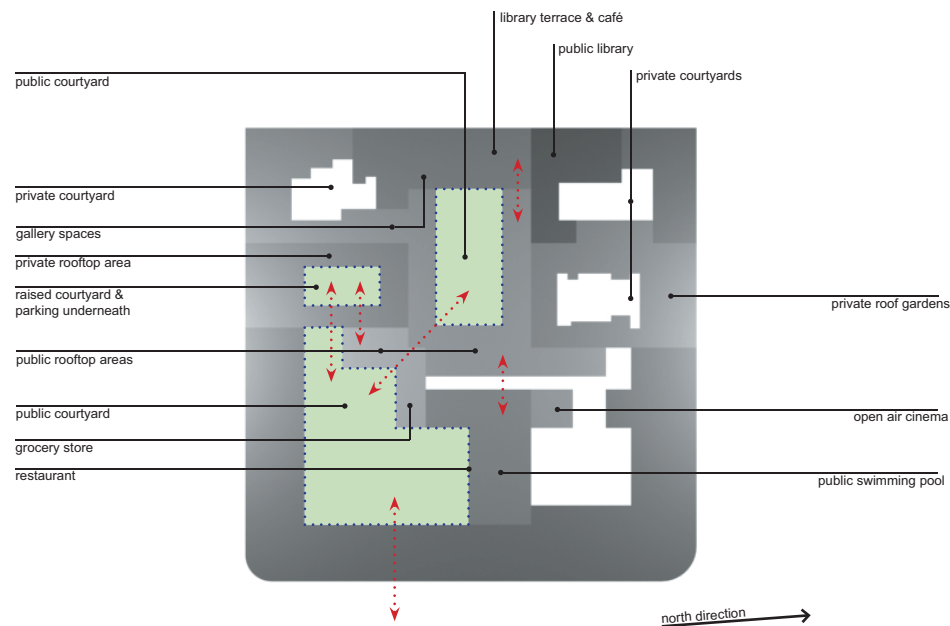 library terrace & café
public library
private courtyards
public courtyard
private courtyard
gallery spaces
private rooftop area
raised courtyard &
parking underneath
private roof gardens
public rooftop areas
public courtyard
open air cinema
grocery store
restaurant
public swimming pool
north direction